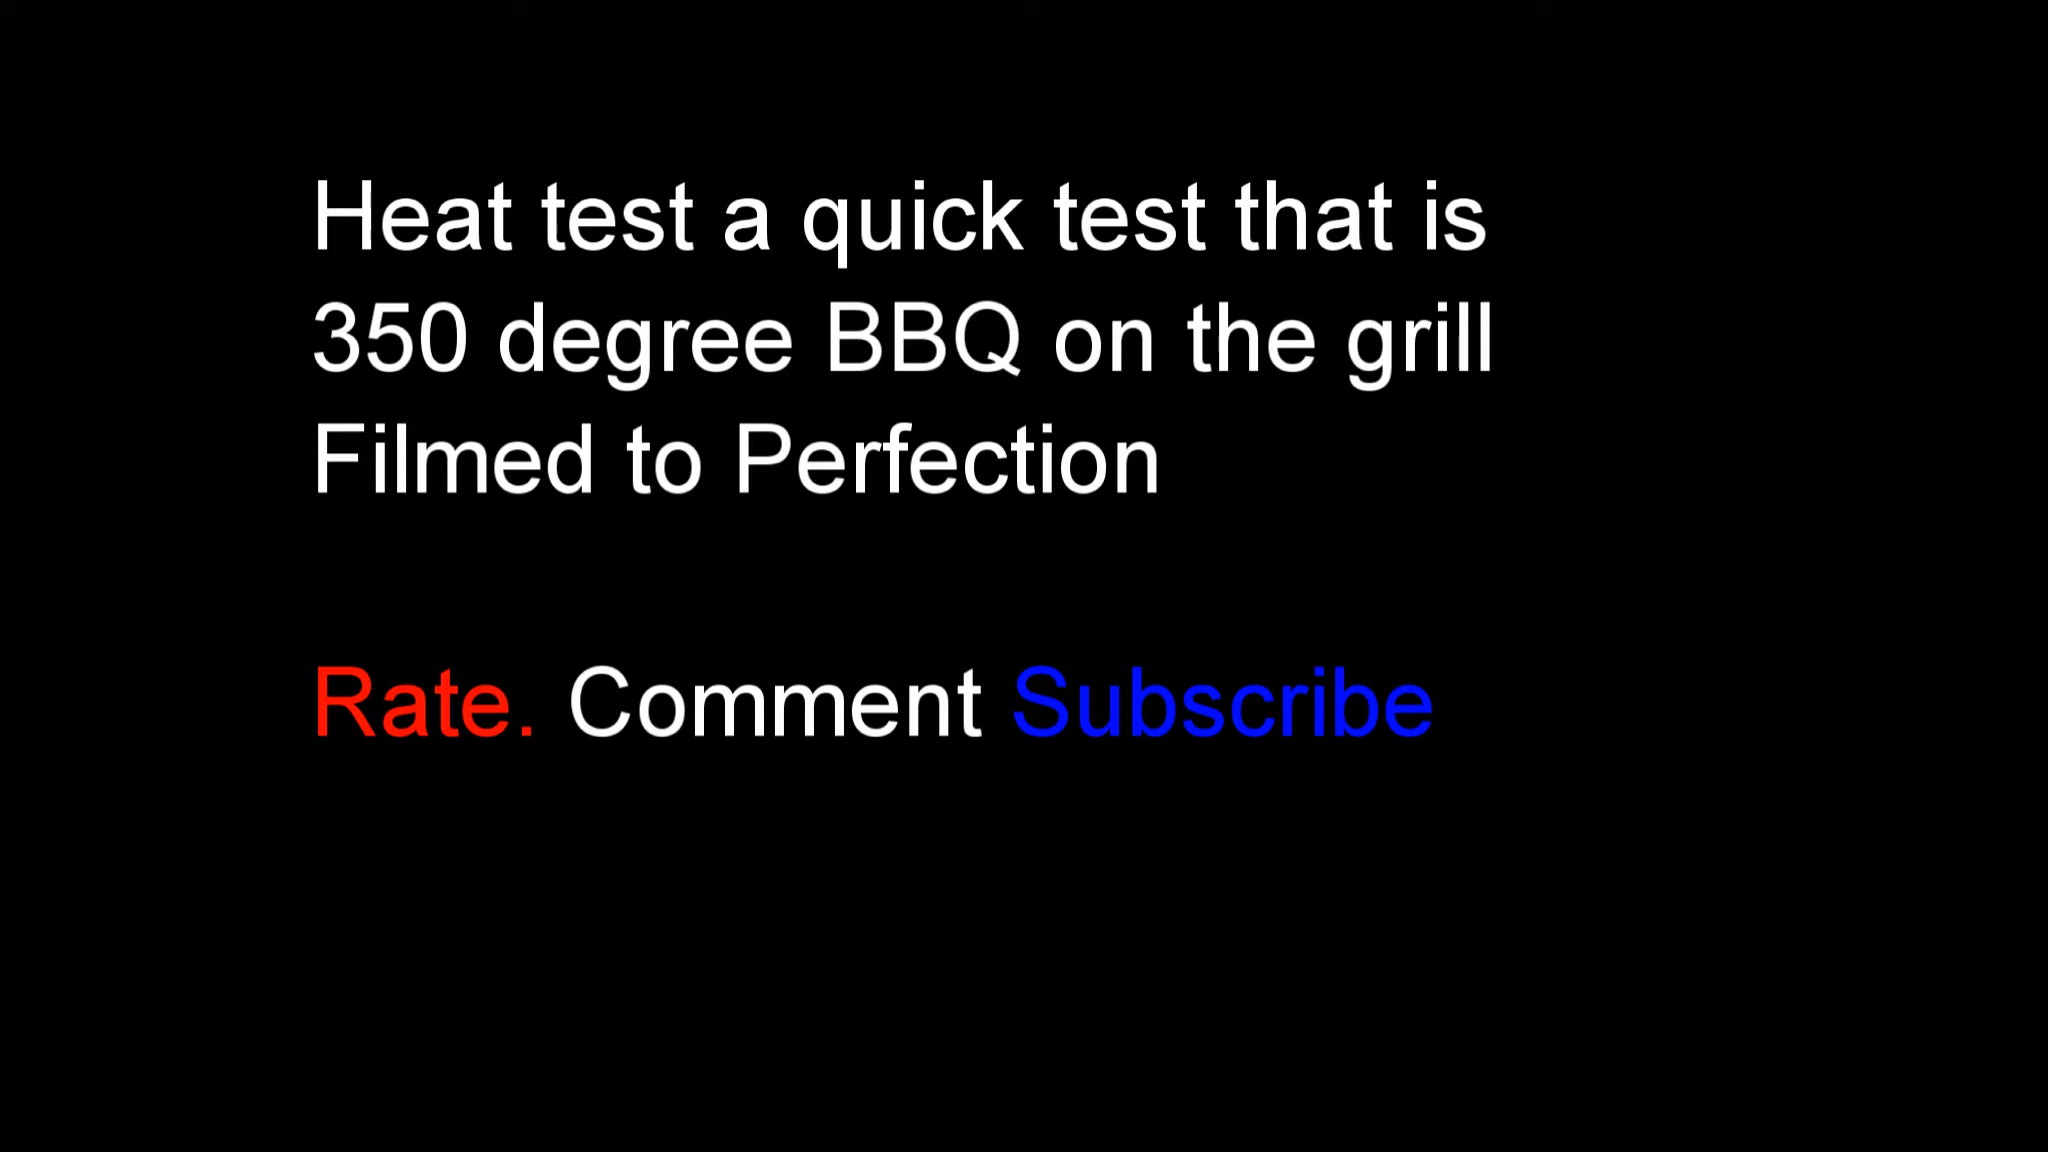 Heat test a quick test that is
350 degree BBQ on the grill
Filmed to Perfection
Rate. Comment Subscribe